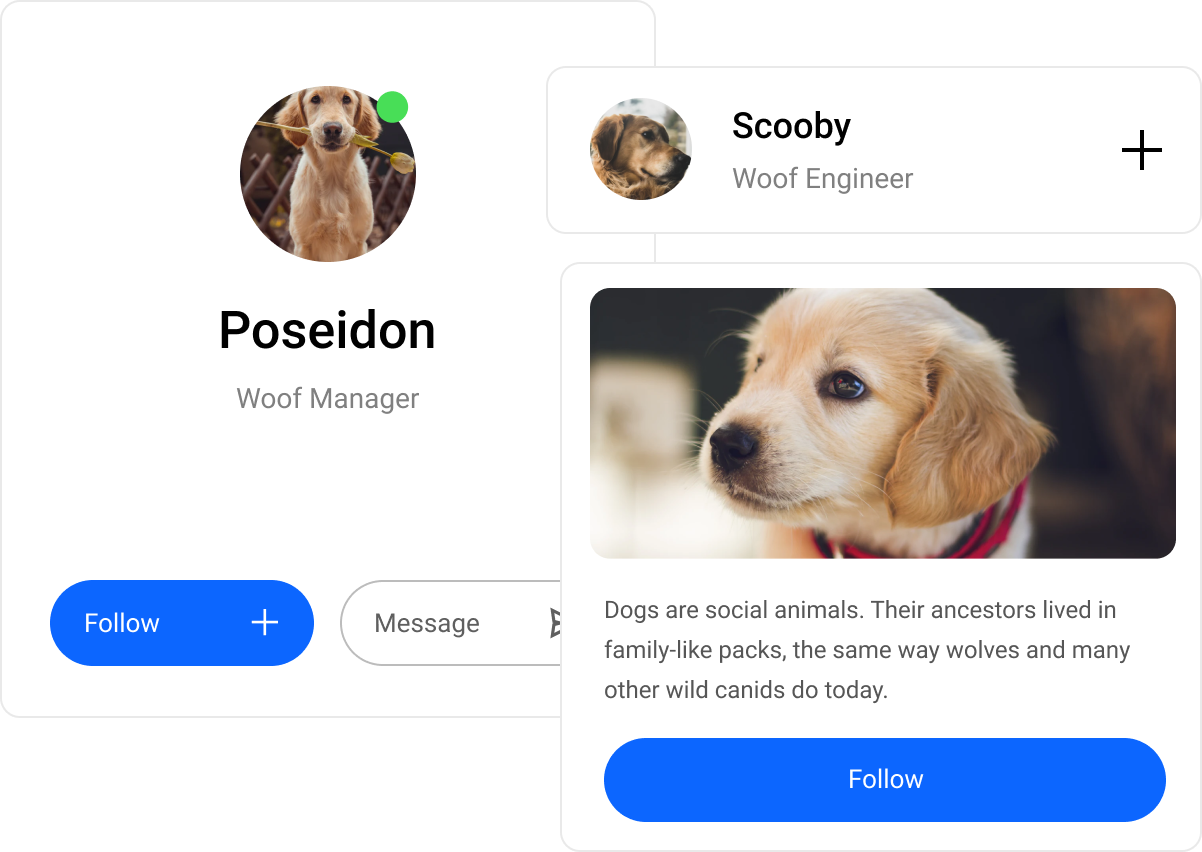 Poseidon
Woof Manager
Follow
Message
Scooby
Woof Engineer
Dogs are social animals. Their ancestors lived in
family-like packs, the same way wolves and many
other wild canids do today.
Follow